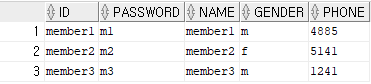 ID PASSWORD NAME GENDER PHONE
1 member1 m1 member1 m 4885
2 member2 m2 member2 f 5141
3 member3 m3 member3 m 1241